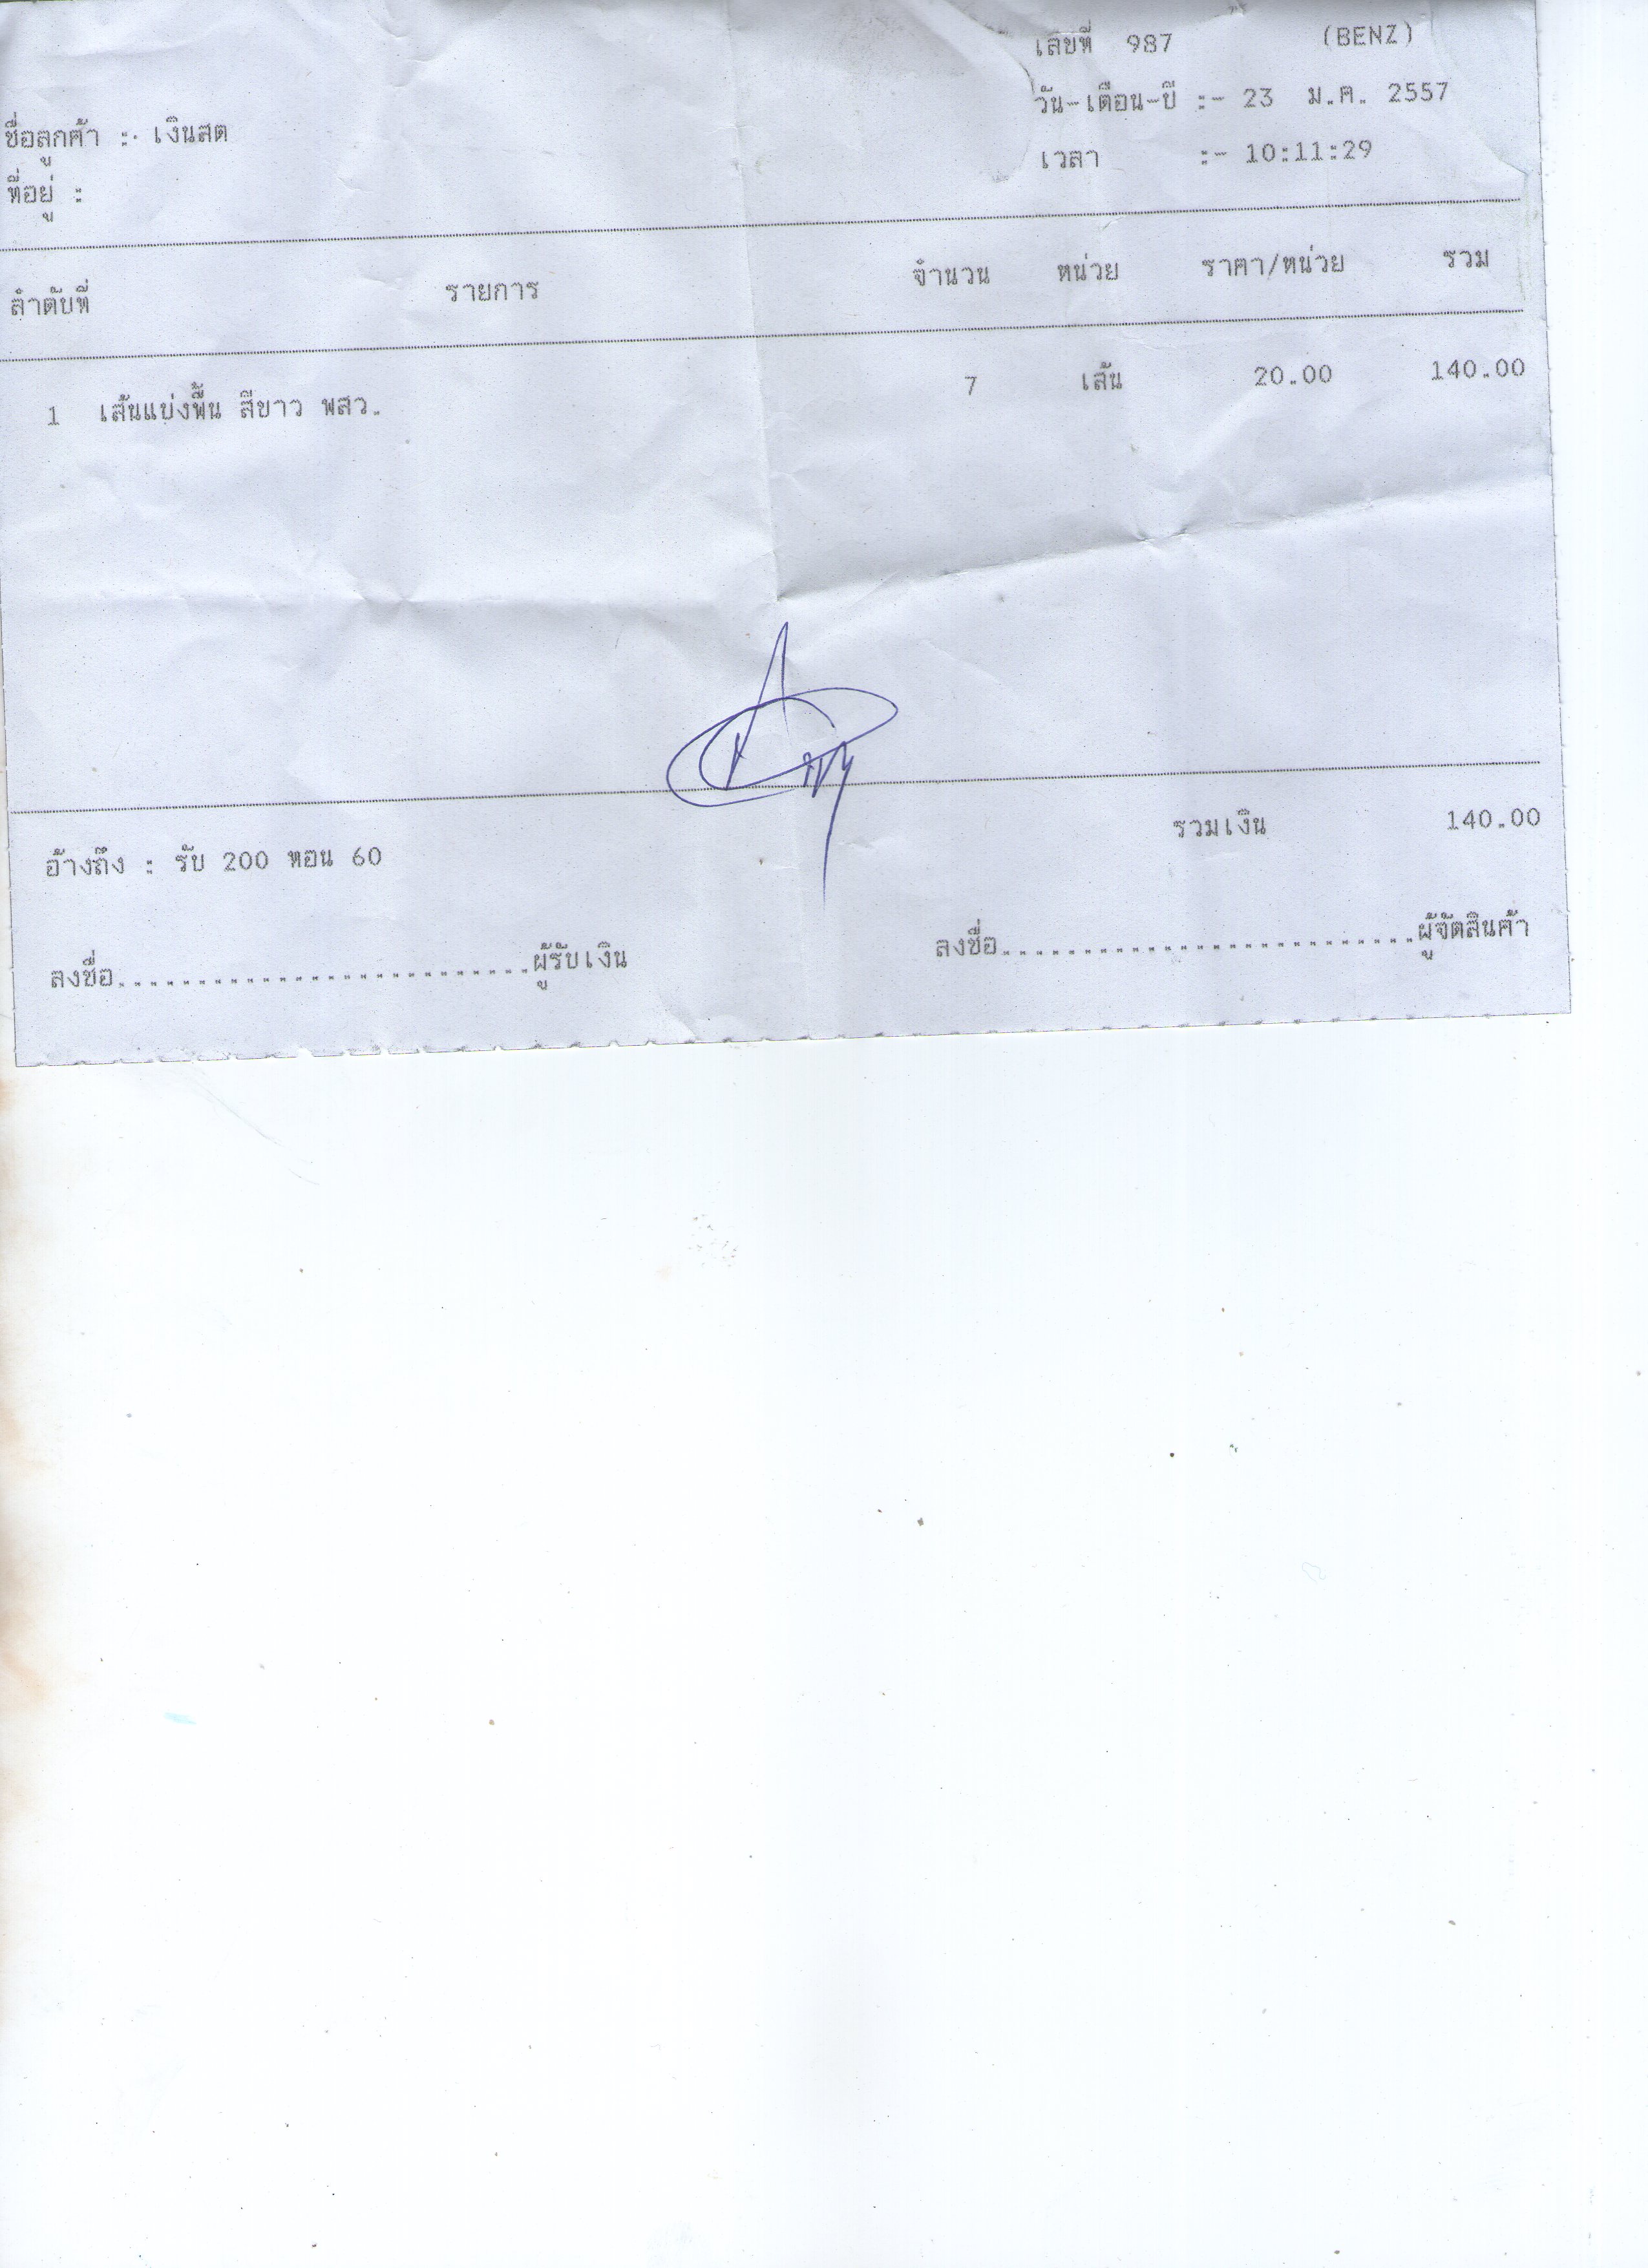 เลขที่ 987 (BENZ)
วัน-เดือน-ปี :- 23 ม.ค. 2557
ชื่อลูกค้า :- เงินสด
เวลา :- 10:11:29
ที่อยู่ :
ลำดับที่ รายการ จำนวน หน่วย ราคา/หน่วย รวม
1 เส้นแบ่งพื้น สีขาว พสว. 7 เส้น 20.00 140.00
รวมเงิน 140.00
อ้างถึง : รับ 200 ทอน 60
ลงชื่อ..........................ผู้รับเงิน ลงชื่อ..........................ผู้จัดสินค้า